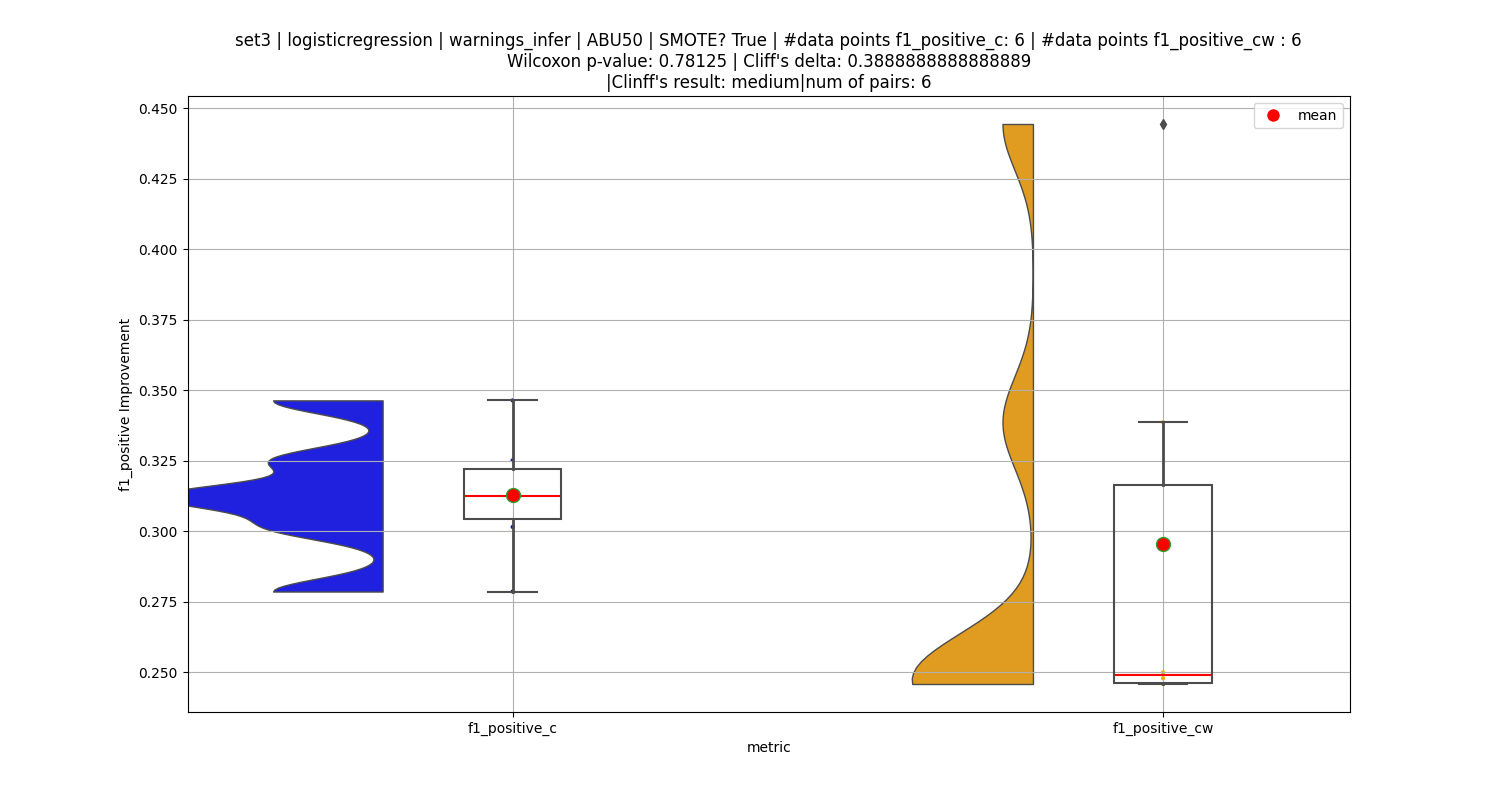 set3 | logisticregression | warnings_infer | ABU50 | SMOTE? True | #data points f1_positive_c: 6 | #data points f1_positive_cw : 6
Wilcoxon p-value: 0.78125 | Cliff's delta: 0.3888888888888889
|Clinff's result: medium|num of pairs: 6
mean
0.450
0.425
0.400
0.375
0.350
0.325
0.300
0.275
0.250
f1_positive Improvement
f1_positive_c
f1_positive_cw
metric